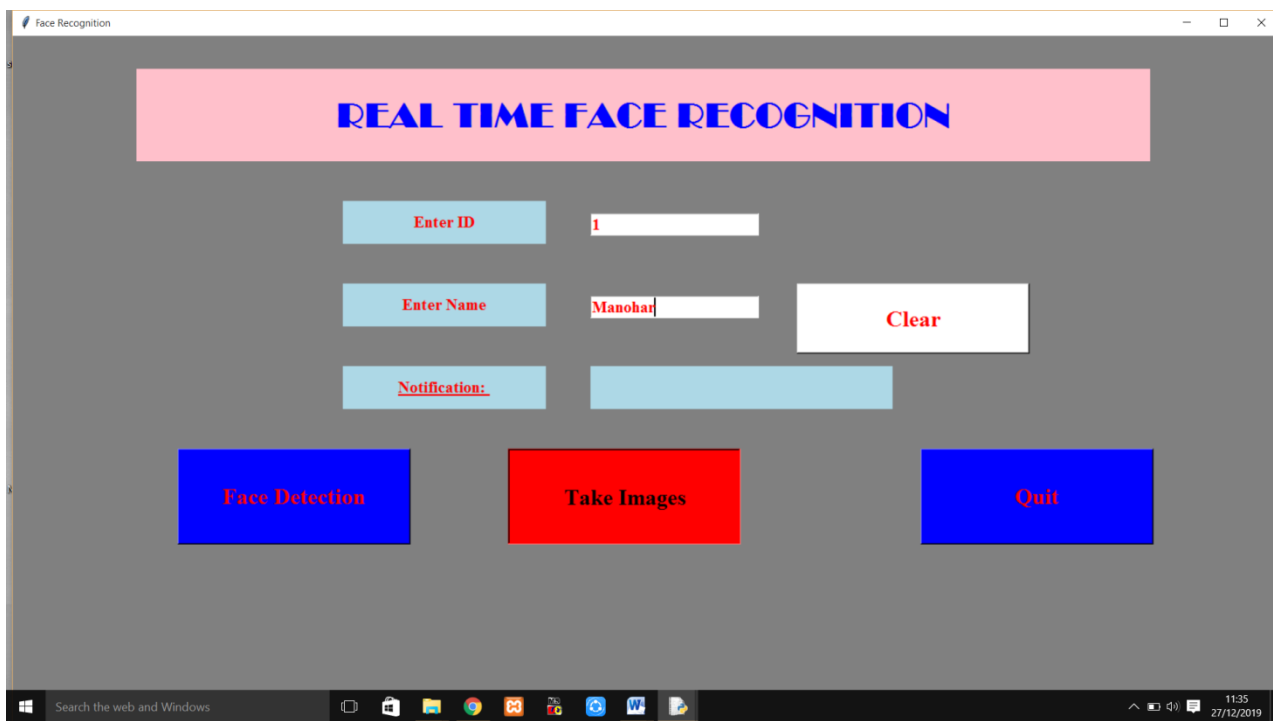 Face Recognition
REAL TIME FACE RECOGNITION
Enter ID
1
Enter Name
Manohar
Clear
Notification:
Face Detection
Take Images
Quit
Search the web and Windows
11:35
27/12/2019